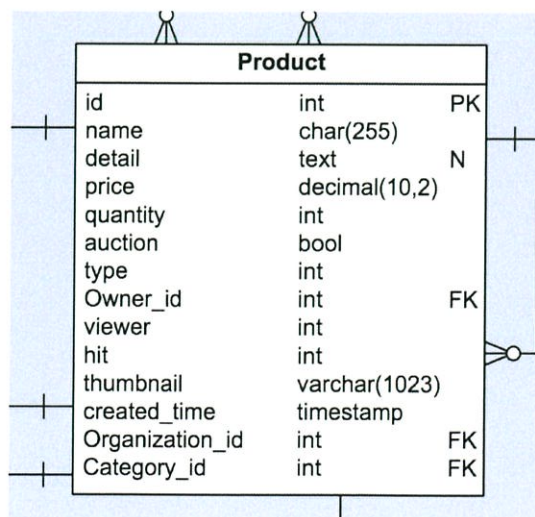 Product
id int PK
name char(255)
detail text N
price decimal(10,2)
quantity int
auction bool
type int
Owner_id int FK
viewer int
hit int
thumbnail varchar(1023)
created_time timestamp
Organization_id int FK
Category_id int FK